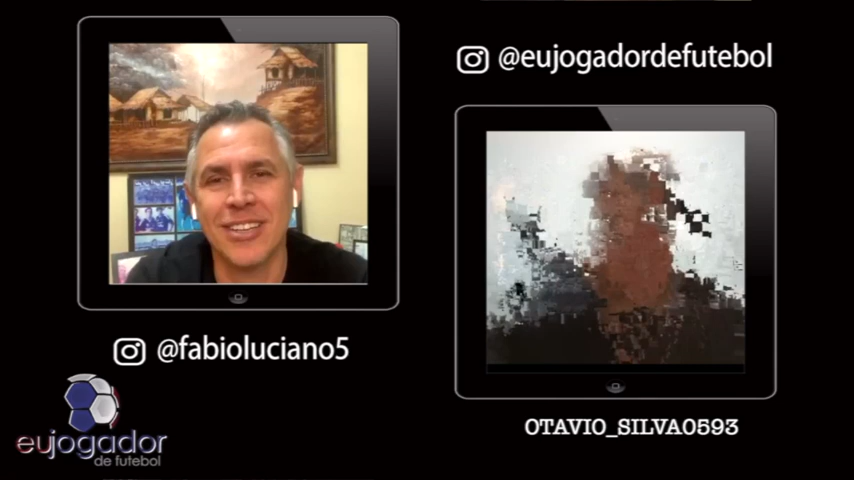 @eujogadordefutebol
@fabioluciano5
OTAVIO_SILVA0593
eujogador
de futebol